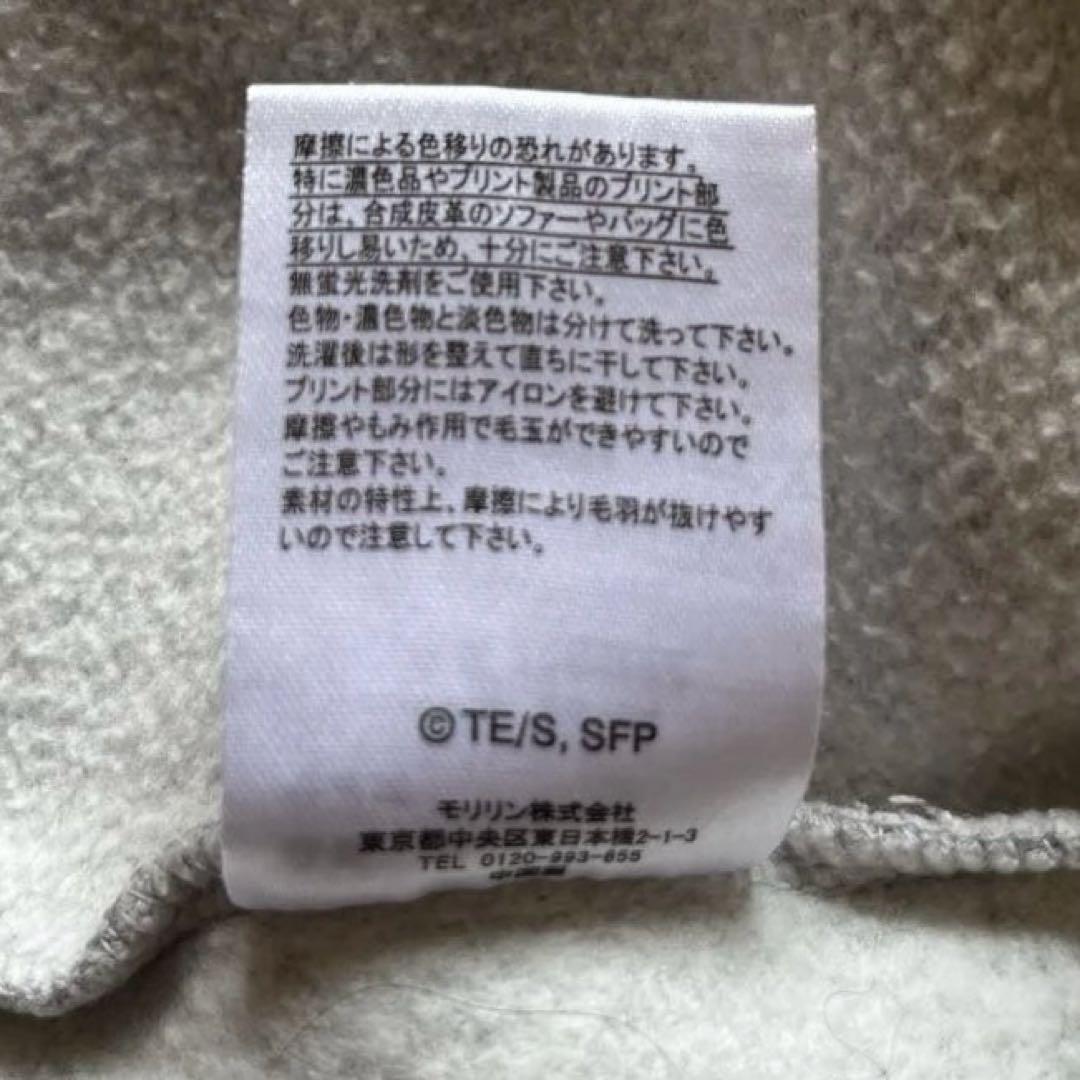 摩擦による色移りの恐れがあります。
特に濃色品やプリント製品のプリント部
分は、合成皮革のソファーやバッグに色
移りし易いため、十分にご注意下さい。
無蛍光洗剤をご使用下さい。
色物・濃色物と淡色物は分けて洗って下さい。
洗濯後は形を整えて直ちに干して下さい。
プリント部分にはアイロンを避けて下さい。
摩擦やもみ作用で毛玉ができやすいので
ご注意下さい。
素材の特性上、摩擦により毛羽が抜けやす
いので注意して下さい。
©TE/S, SFP
モリリン株式会社
東京都中央区東日本橋2-1-3
TEL 0120-993-655
中国製